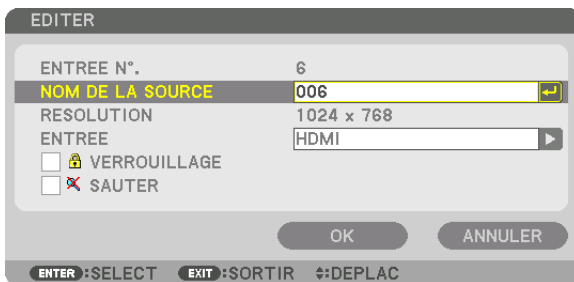 EDITER
ENTREE N°. 6
NOM DE LA SOURCE 006
RESOLUTION 1024 x 768
ENTREE HDMI
VERROUILLAGE
SAUTER
OK ANNULER
ENTER :SELECT EXIT :SORTIR :DEPLAC